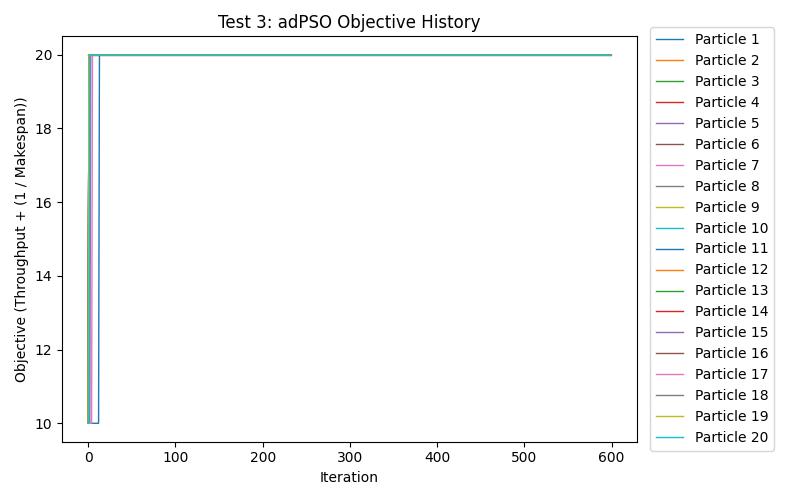 Test 3: adPSO Objective History
Objective (Throughput + (1 / Makespan))
20
18
16
14
12
10
0 100 200 300 400 500 600
Iteration
Particle 1
Particle 2
Particle 3
Particle 4
Particle 5
Particle 6
Particle 7
Particle 8
Particle 9
Particle 10
Particle 11
Particle 12
Particle 13
Particle 14
Particle 15
Particle 16
Particle 17
Particle 18
Particle 19
Particle 20